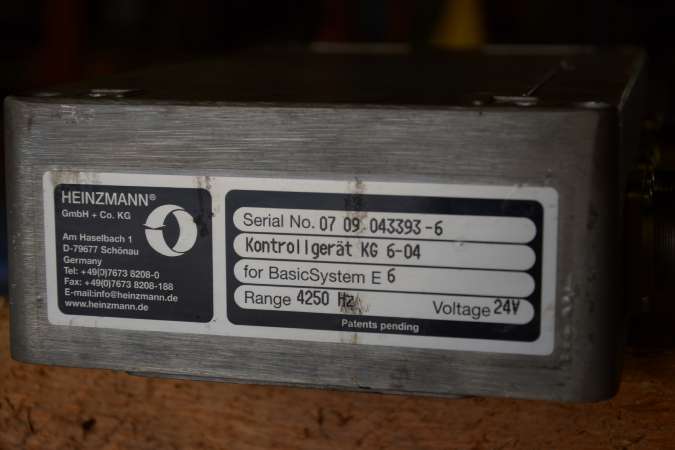 HEINZMANN®
GmbH + Co. KG
Am Haselbach 1
D-79677 Schönau
Germany
Tel: +49(0)7673 8208-0
Fax: +49(0)7673 8208-188
E-mail:info@heinzmann.de
www.heinzmann.de
Serial No. 07 09 043393-6
Kontrollgerät KG 6-04
for BasicSystem E 6
Range 4250 Hz Voltage 24V
Patents pending